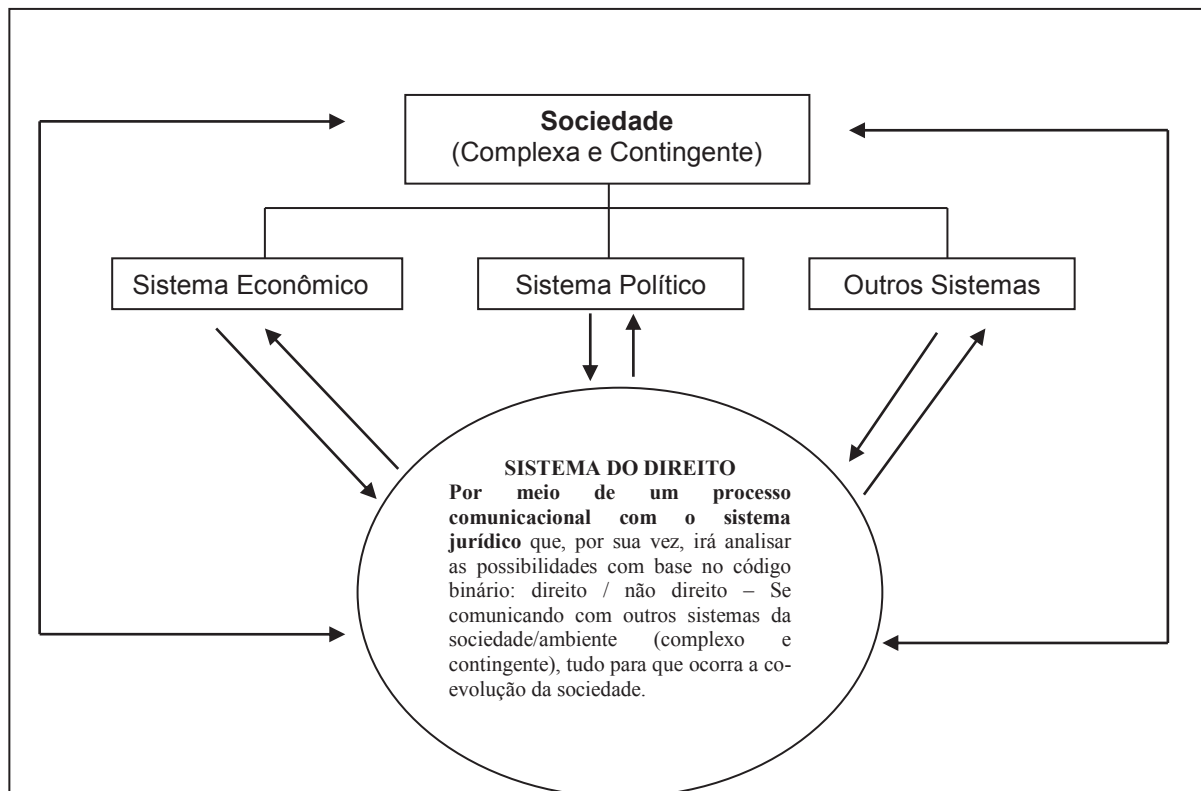 Sociedade
(Complexa e Contingente)
Sistema Econômico
Sistema Político
Outros Sistemas
SISTEMA DO DIREITO
Por meio de um processo
comunicacional com o sistema
jurídico que, por sua vez, irá analisar
as possibilidades com base no código
binário: direito / não direito – Se
comunicando com outros sistemas da
sociedade/ambiente (complexo e
contingente), tudo para que ocorra a co-
evolução da sociedade.